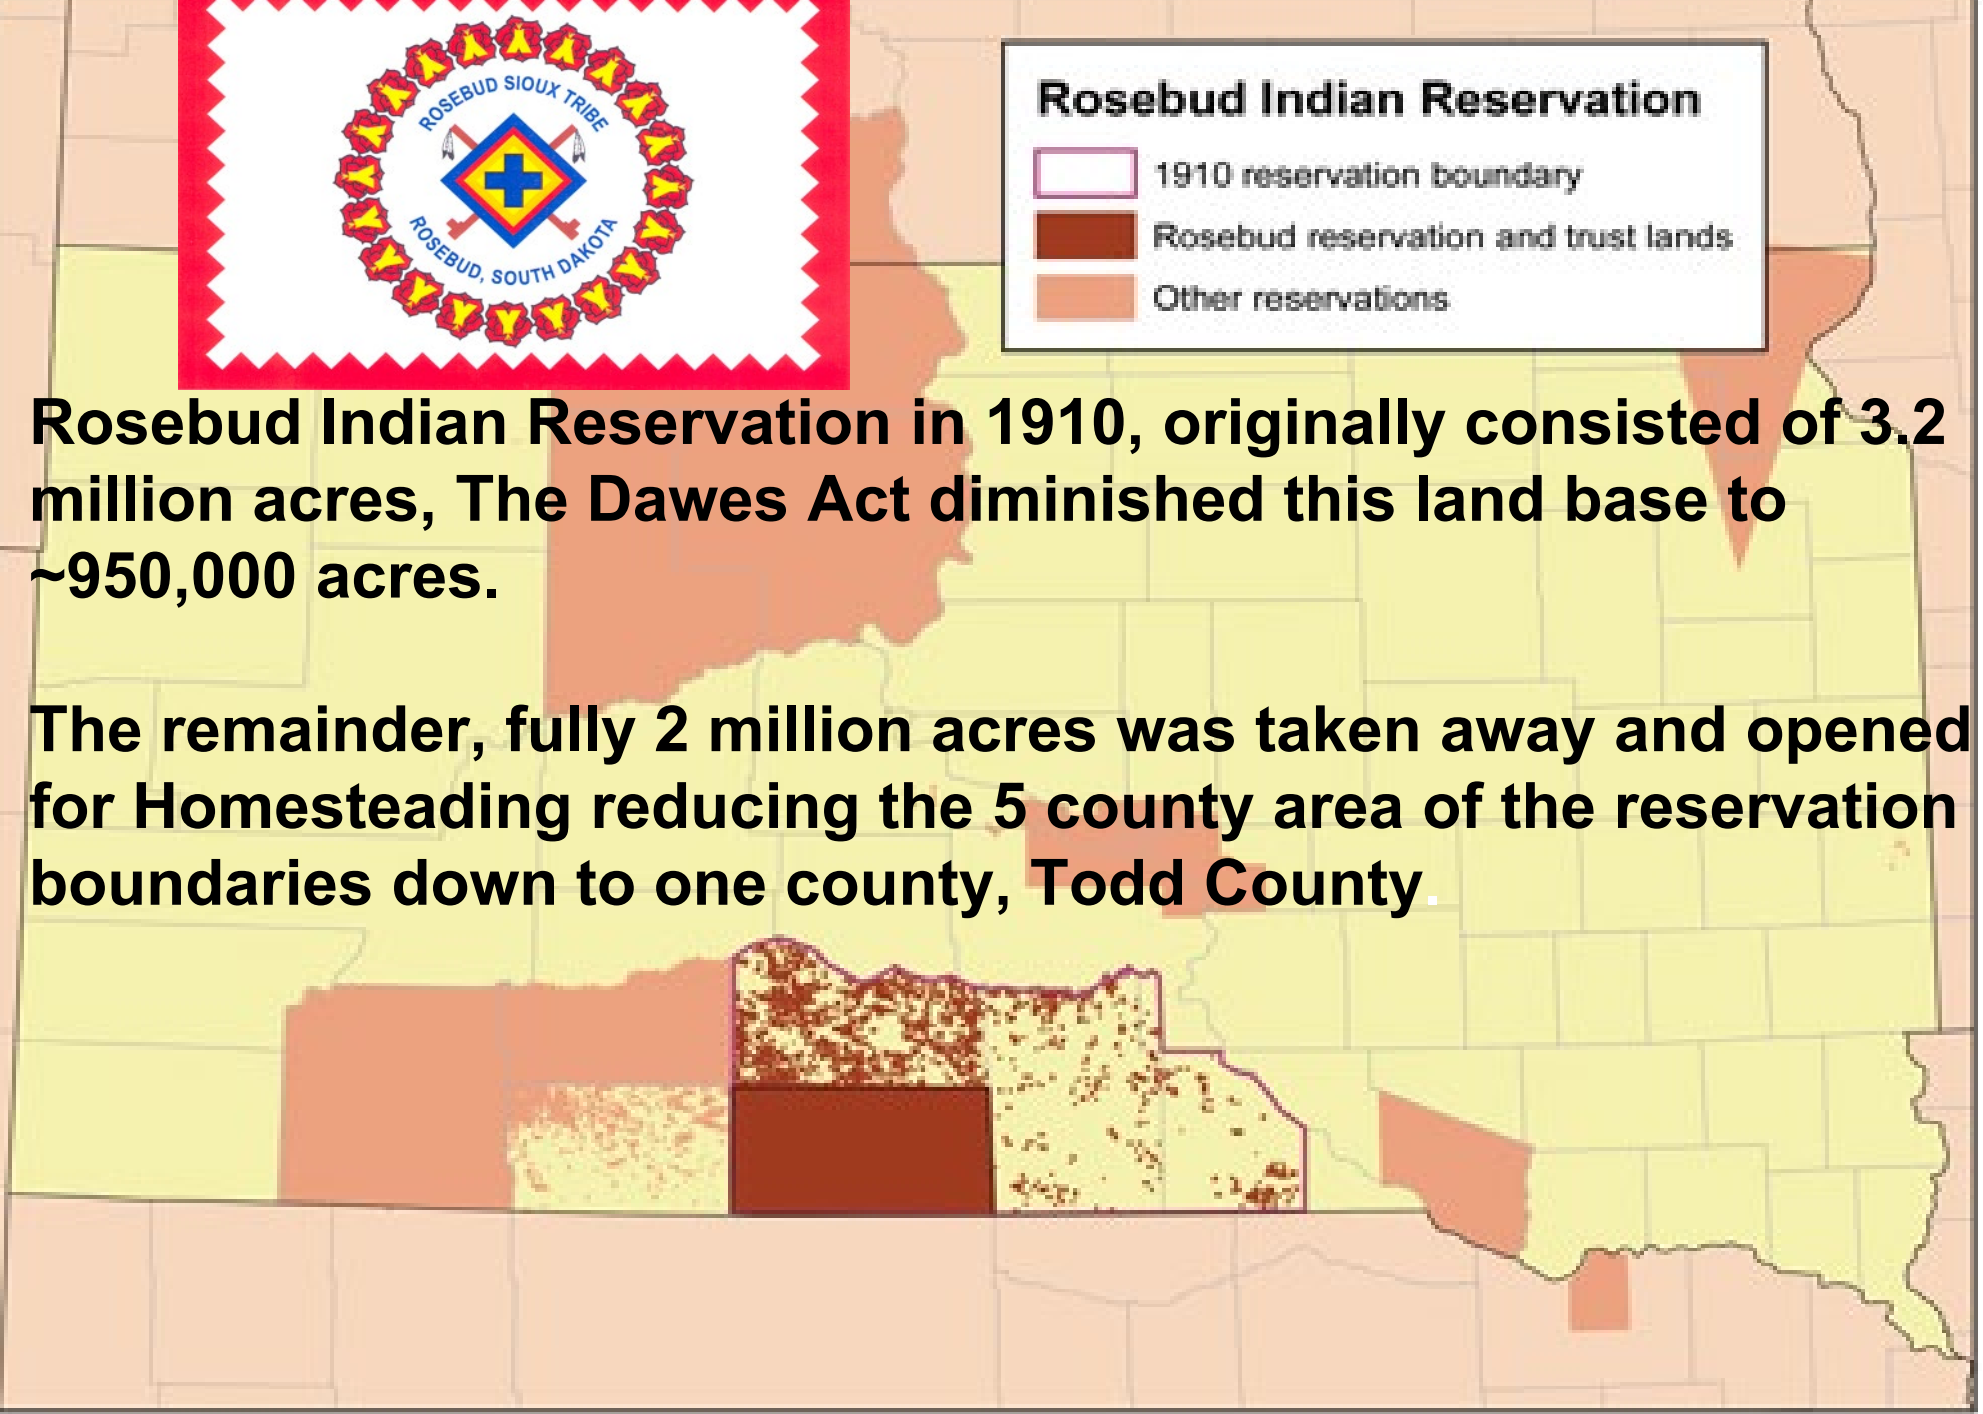 ROSEBUD SIOUX TRIBE
ROSEBUD, SOUTH DAKOTA
Rosebud Indian Reservation
1910 reservation boundary
Rosebud reservation and trust lands
Other reservations
Rosebud Indian Reservation in 1910, originally consisted of 3.2
million acres, The Dawes Act diminished this land base to
~950,000 acres.
The remainder, fully 2 million acres was taken away and opened
for Homesteading reducing the 5 county area of the reservation
boundaries down to one county, Todd County.